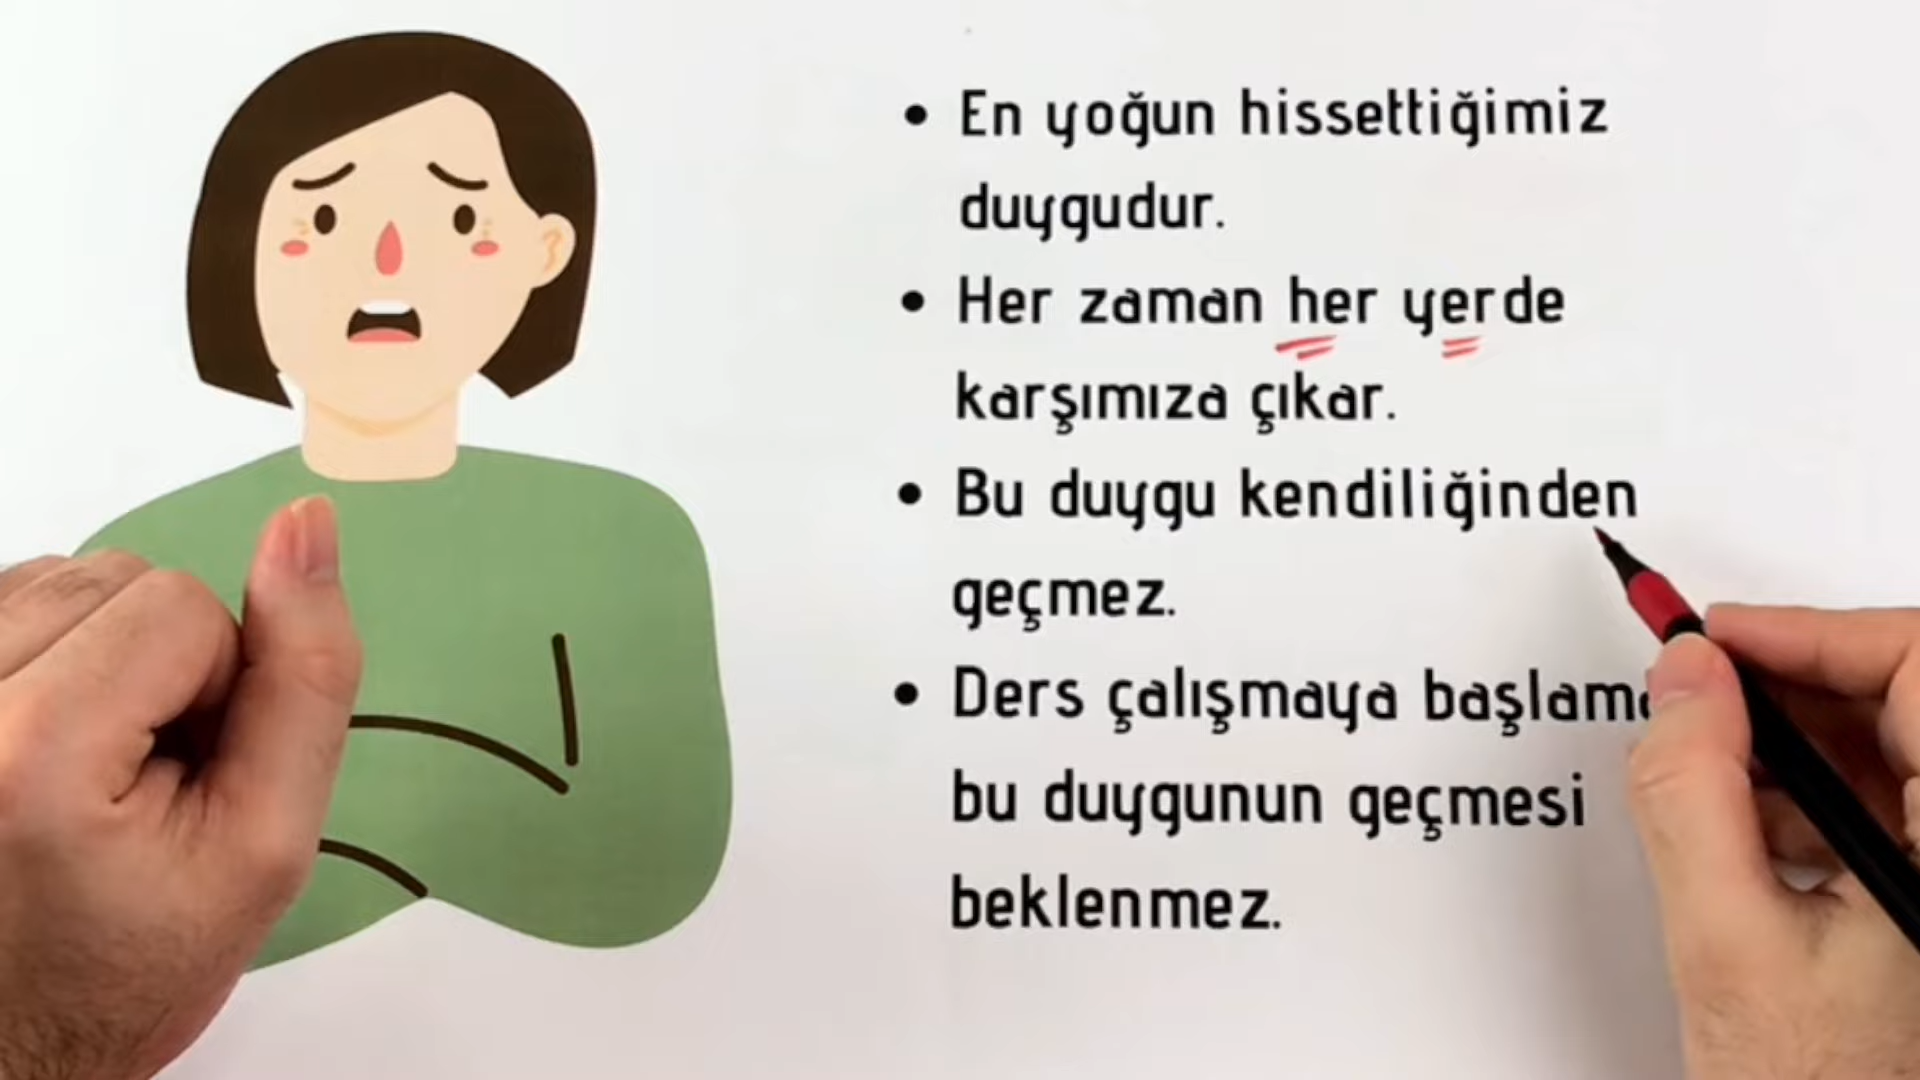 En yoğun hissettiğimiz
duygudur.
Her zaman her yerde
karşımıza çıkar.
Bu duygu kendiliğinden
geçmez.
Ders çalışmaya
bu duygunun geçmesi
beklenmez.